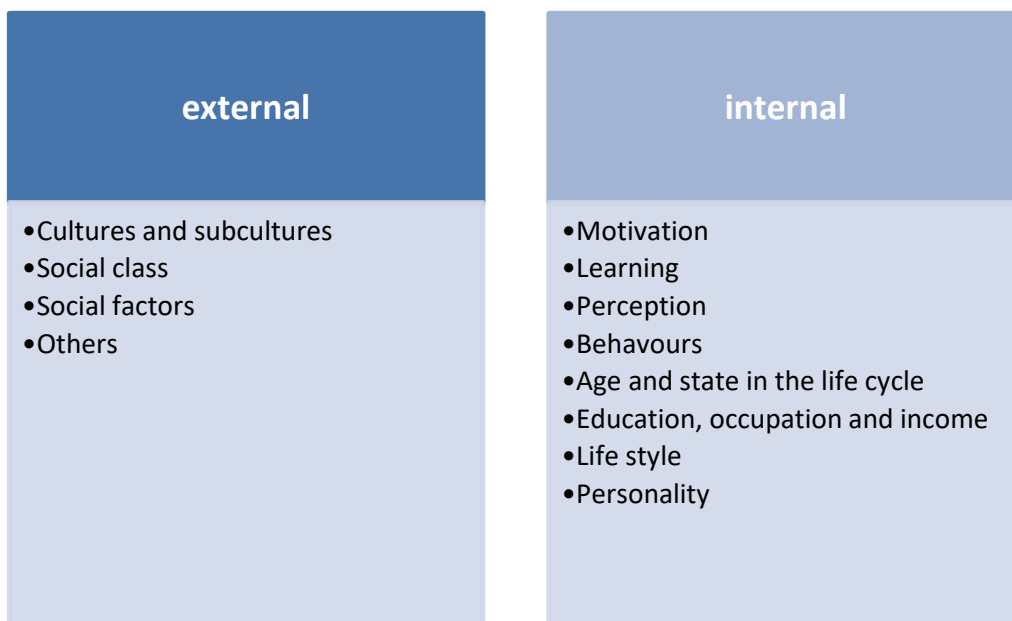 external
•Cultures and subcultures
•Social class
•Social factors
•Others
internal
•Motivation
•Learning
•Perception
•Behavours
•Age and state in the life cycle
•Education, occupation and income
•Life style
•Personality